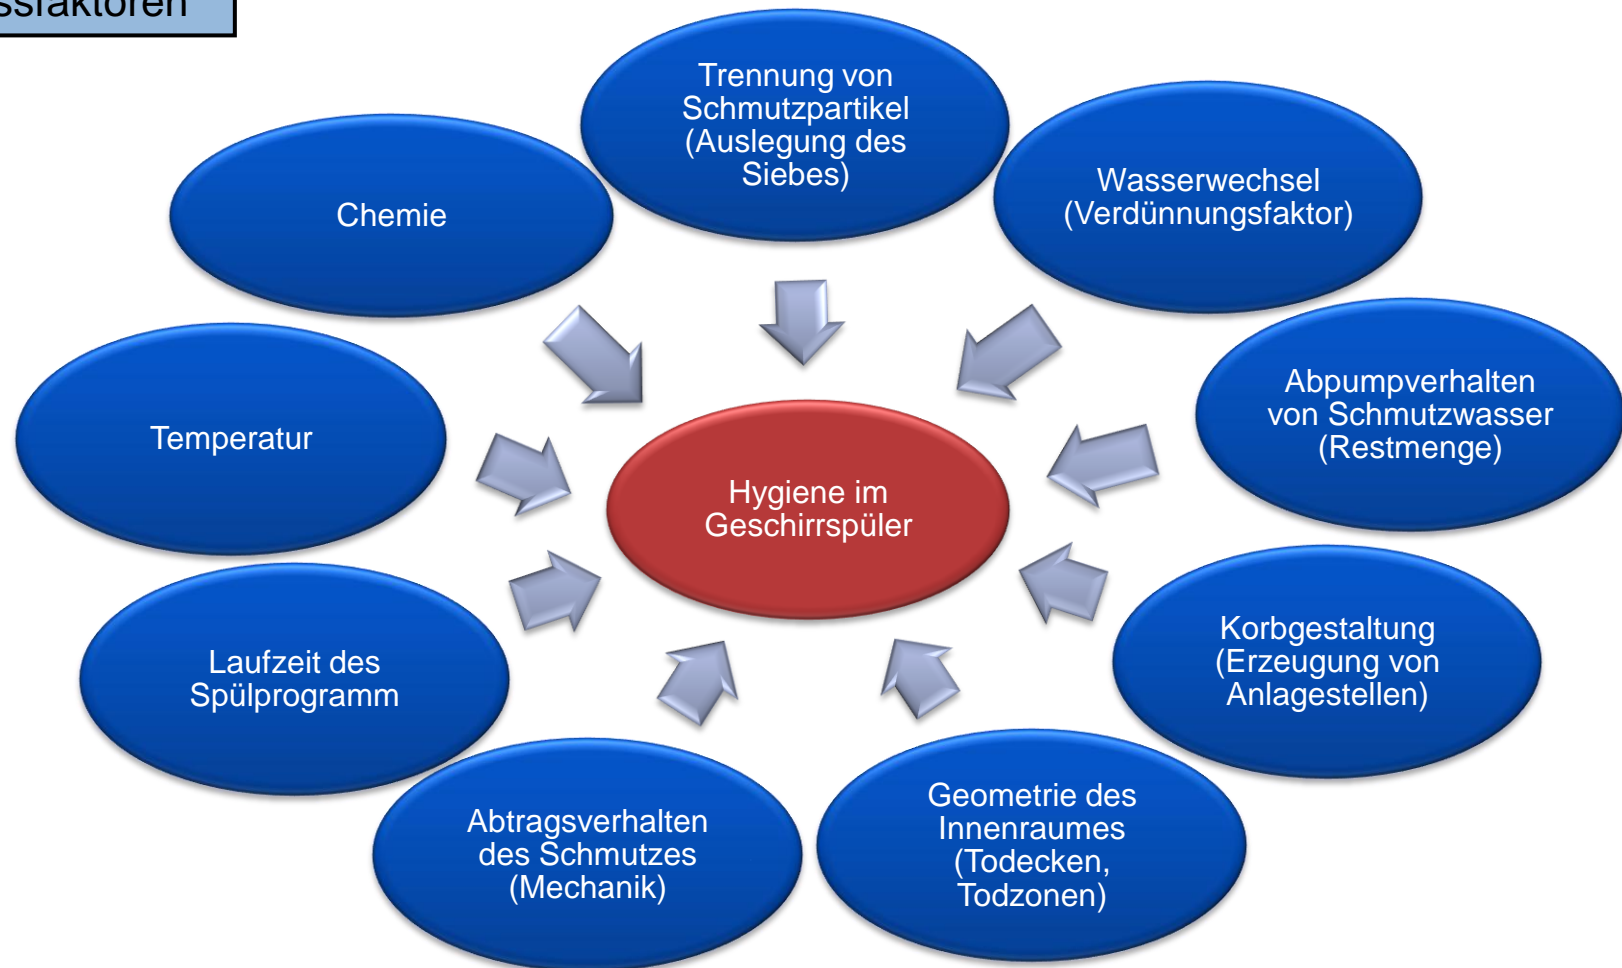 ssfaktoren
Trennung von
Schmutzpartikel
(Auslegung des
Siebes)
Wasserwechsel
(Verdünnungsfaktor)
Abpumpverhalten
von Schmutzwasser
(Restmenge)
Korbgestaltung
(Erzeugung von
Anlagestellen)
Geometrie des
Innenraumes
(Todecken,
Todzonen)
Abtragsverhalten
des Schmutzes
(Mechanik)
Laufzeit des
Spülprogramm
Temperatur
Chemie
Hygiene im
Geschirrspüler